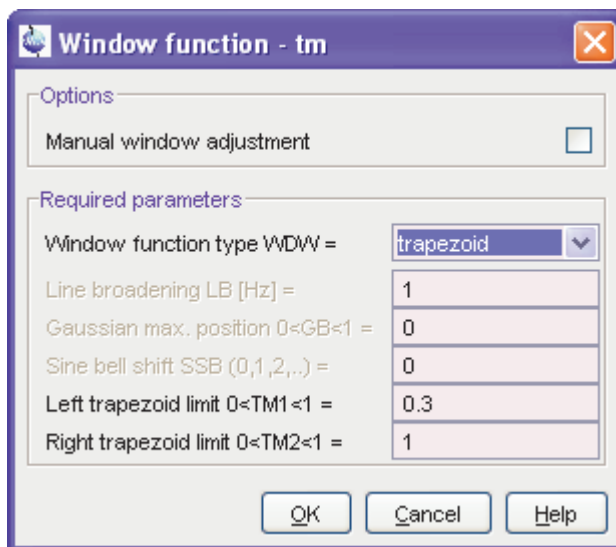 Window function - tm
Options
Manual window adjustment
Required parameters
Window function type WDW = trapezoid
Line broadening LB [Hz] = 1
Gaussian max. position 0<GB<1 = 0
Sine bell shift SSB (0,1,2,..) = 0
Left trapezoid limit 0<TM1<1 = 0.3
Right trapezoid limit 0<TM2<1 = 1
OK Cancel Help